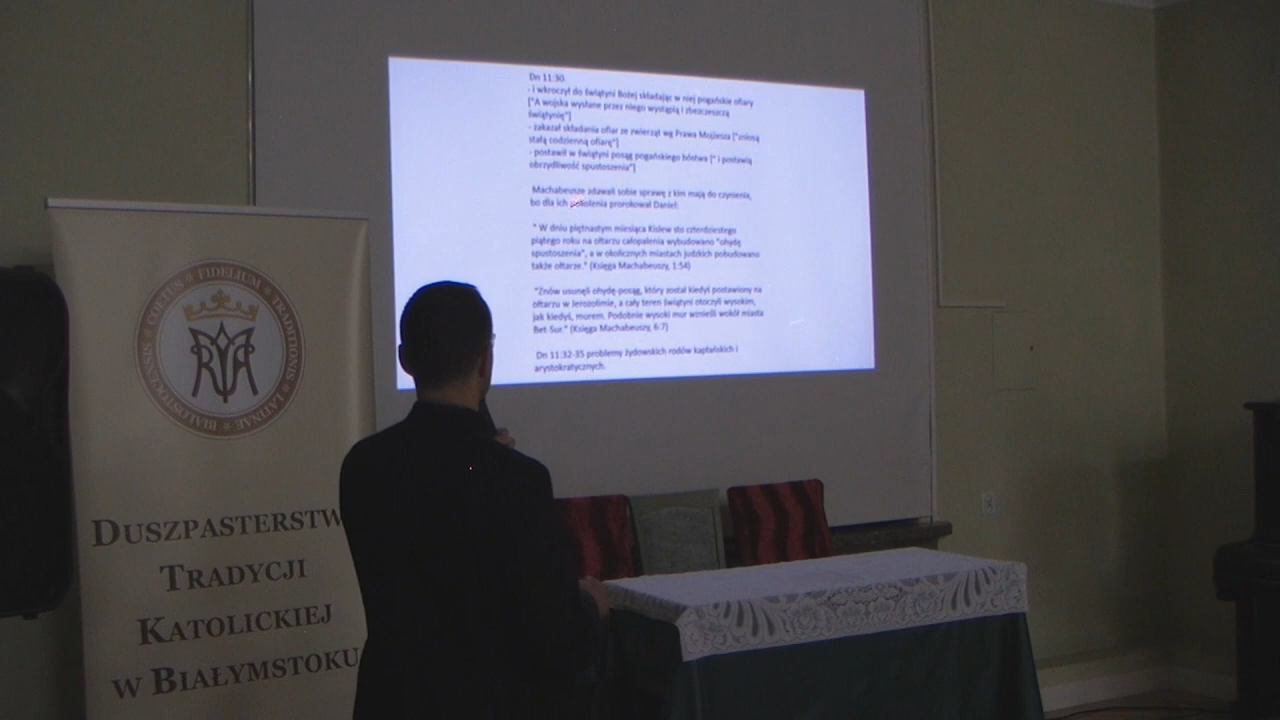 Dn 11:30.
- i wkroczył do świątyni Bożej składając w niej pogańskie ofiary
["A wojska wysłane przez niego wystąpią i zbezczeszczą
świątynię"]
- zakazał składania ofiar ze zwierząt wg Prawa Mojżesza ["zniosą
stałą codzienną ofiarę"]
- postawił w świątyni posąg pogańskiego bóstwa [" i postawią
obrzydliwość spustoszenia"]
Machabeusze zdawali sobie sprawę z kim mają do czynienia,
bo dla ich pokolenia prorokował Daniel:
" W dniu piętnastym miesiąca Kislew sto czterdziestego
piątego roku na ołtarzu całopalenia wybudowano "ohydę
spustoszenia", a w okolicznych miastach judzkich pobudowano
także ołtarze." (Księga Machabeuszy, 1:54)
"Znów usunęli ohydę-posąg, który został kiedyś postawiony na
ołtarzu w Jerozolimie, a cały teren świątyni otoczyli wysokim,
jak kiedyś, murem. Podobnie wysoki mur wznieśli wokół miasta
Bet-Sur." (Księga Machabeuszy, 6:7)
Dn 11:32-35 problemy żydowskich rodów kapłańskich i
arystokratycznych.
COETUS ★ FIDELIUM ★ TRADITIONIS ★ LATINAE ★ BIALOSTOCENSIS
DUSZPASTERSTW
TRADYCJI
KATOLICKIEJ
W BIAŁYMSTOKU